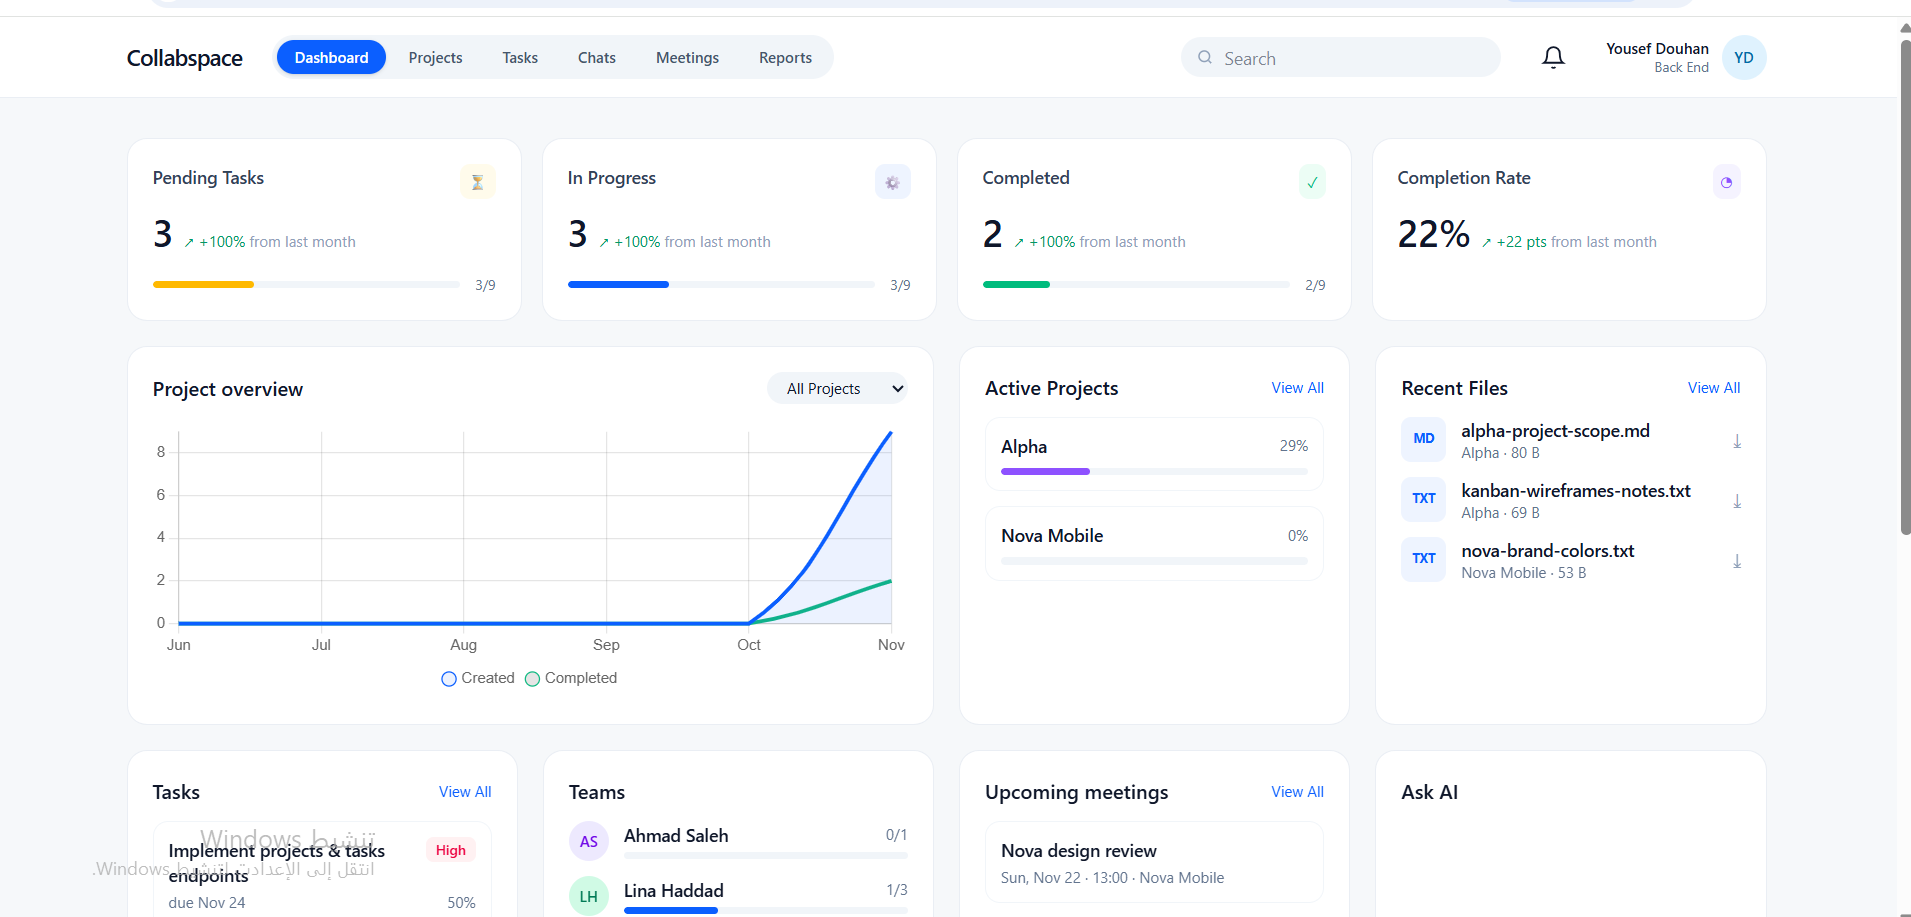 Collabspace
Dashboard
Projects
Tasks
Chats
Meetings
Reports
Search
Yousef Douhan
Back End
YD
Pending Tasks
3 ↗ +100% from last month
3/9
In Progress
3 ↗ +100% from last month
3/9
Completed
2 ↗ +100% from last month
2/9
Completion Rate
22% ↗ +22 pts from last month
Project overview
All Projects
8
6
4
2
0
Jun Jul Aug Sep Oct Nov
Created Completed
Active Projects
View All
Alpha
29%
Nova Mobile
0%
Recent Files
View All
MD
alpha-project-scope.md
Alpha · 80 B
TXT
kanban-wireframes-notes.txt
Alpha · 69 B
TXT
nova-brand-colors.txt
Nova Mobile · 53 B
Tasks
View All
Implement projects & tasks
endpoints
High
due Nov 24
50%
Teams
AS
Ahmad Saleh
0/1
LH
Lina Haddad
1/3
Upcoming meetings
View All
Nova design review
Sun, Nov 22 · 13:00 · Nova Mobile
Ask AI
تنشيط Windows
انتقل إلى الإعدادات لتنشيط Windows.